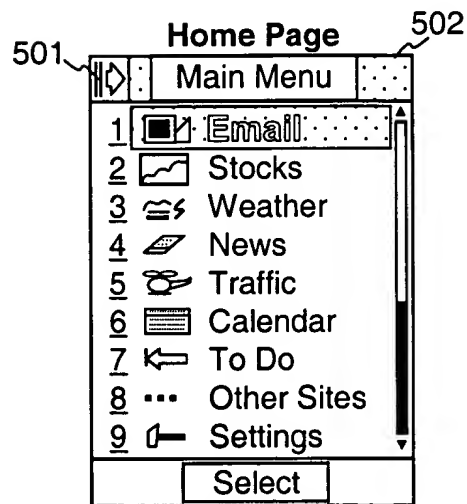 Home Page
501
502
Main Menu
1 Email
2 Stocks
3 Weather
4 News
5 Traffic
6 Calendar
7 To Do
8 Other Sites
9 Settings
Select